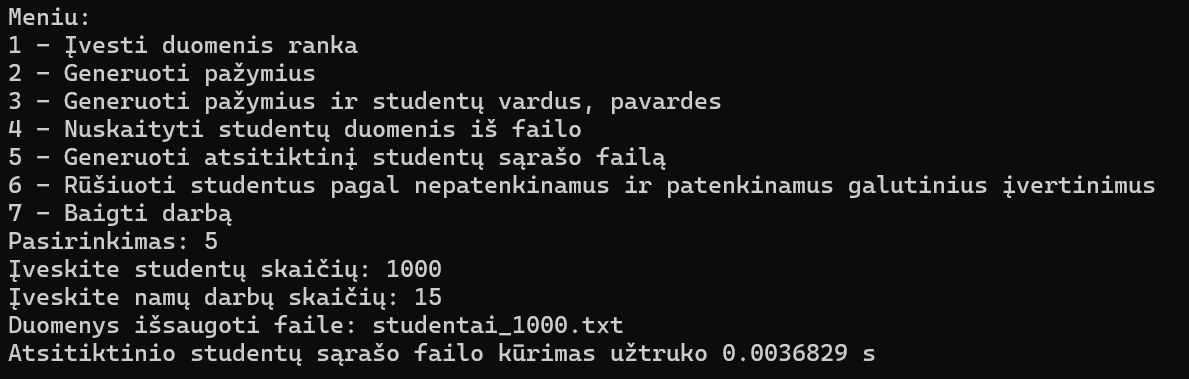 Meniu:
1 - Įvesti duomenis ranka
2 - Generuoti pažymius
3 - Generuoti pažymius ir studentų vardus, pavardes
4 - Nuskaityti studentų duomenis iš failo
5 - Generuoti atsitiktinį studentų sąrašo failą
6 - Rūšiuoti studentus pagal nepatenkinamus ir patenkinamus galutinius įvertinimus
7 - Baigti darbą
Pasirinkimas: 5
Įveskite studentų skaičių: 1000
Įveskite namų darbų skaičių: 15
Duomenys išsaugoti faile: studentai_1000.txt
Atsitiktinio studentų sąrašo failo kūrimas užtruko 0.0036829 s